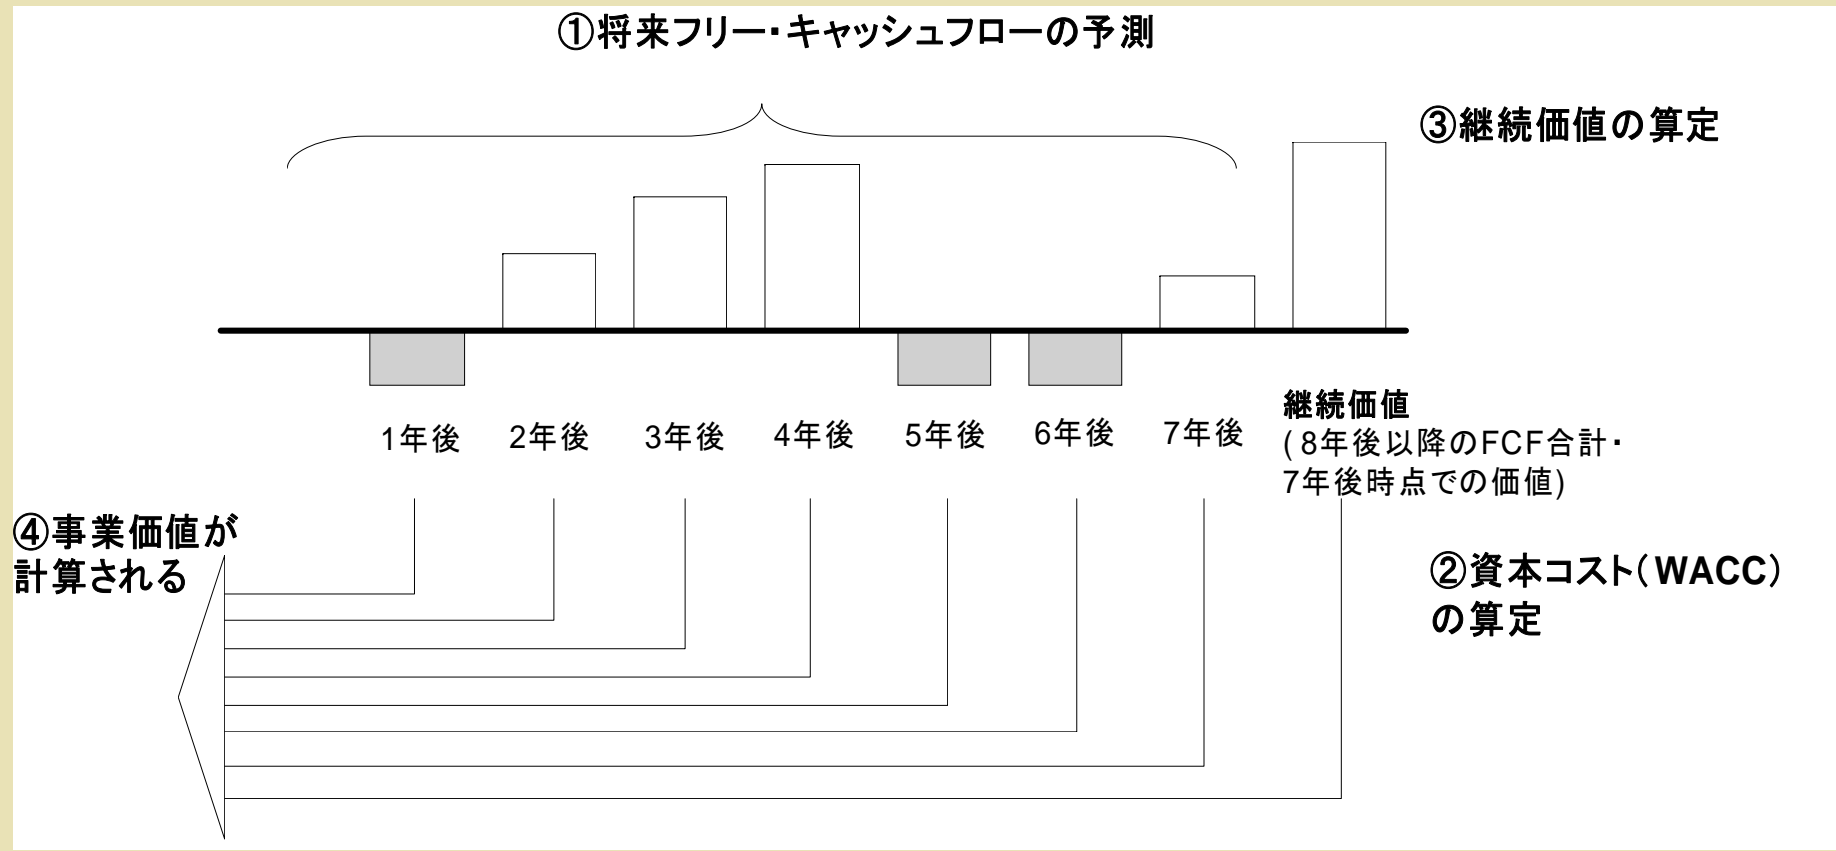 ①将来フリー・キャッシュフローの予測
③継続価値の算定
1年後 2年後 3年後 4年後 5年後 6年後 7年後
継続価値
(8年後以降のFCF合計・
7年後時点での価値)
④事業価値が
計算される
②資本コスト(WACC)
の算定